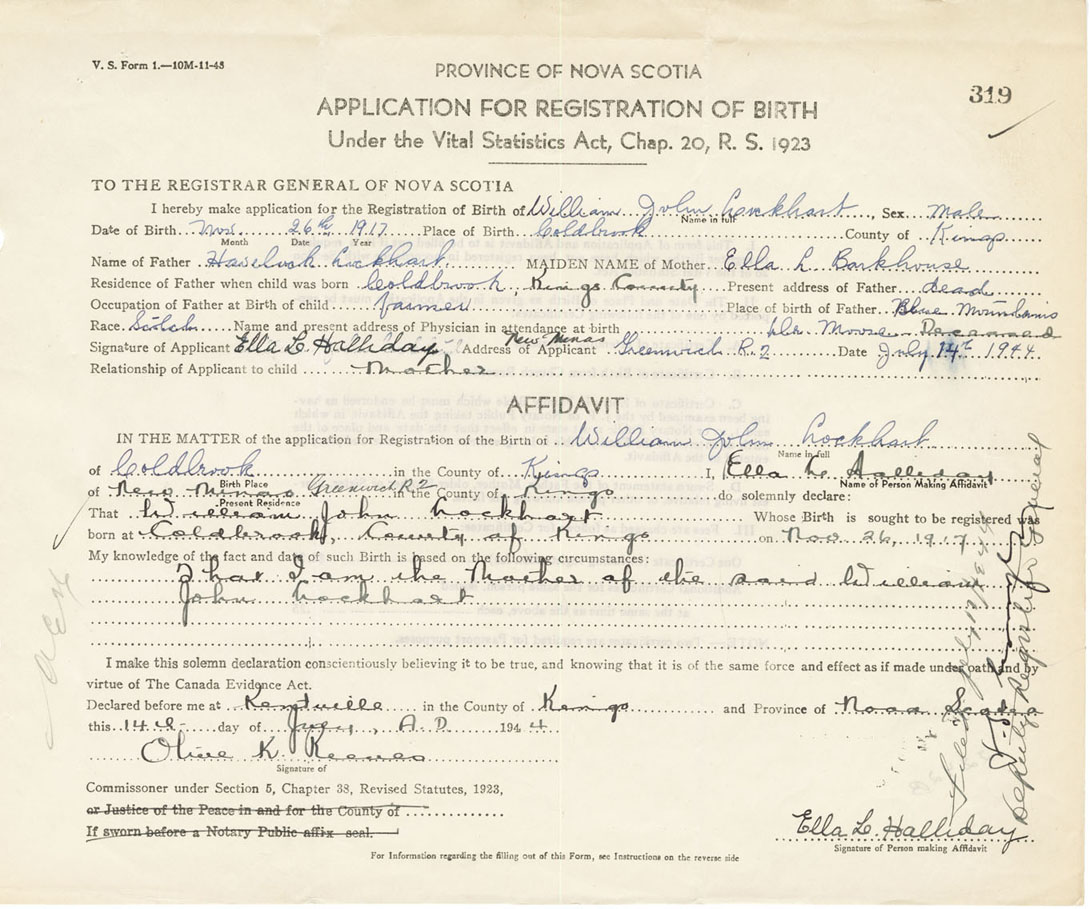 V. S. Form 1.—10M-11-43
PROVINCE OF NOVA SCOTIA
319
APPLICATION FOR REGISTRATION OF BIRTH
Under the Vital Statistics Act, Chap. 20, R. S. 1923
TO THE REGISTRAR GENERAL OF NOVA SCOTIA
I hereby make application for the Registration of Birth of William John Lockhart, Sex Male
Name in full
Date of Birth Nov. 26th 1917 Place of Birth Coldbrook County of Kings
Month Date Year
Name of Father Havelock Lockhart MAIDEN NAME of Mother Ella L Barkhouse
Residence of Father when child was born Coldbrook, Kings County Present address of Father dead
Occupation of Father at Birth of child farmer Place of birth of Father Blue Mountains
Race Scotch Name and present address of Physician in attendance at birth Moore Deceased
New Minas
Signature of Applicant Ella L Halliday Address of Applicant Greenwich R.2 Date July 14th 1944
Relationship of Applicant to child Mother
AFFIDAVIT
IN THE MATTER of the application for Registration of the Birth of William John Lockhart
Name in full
of Coldbrook in the County of Kings I, Ella L Halliday
Birth Place Name of Person Making Affidavit
of New Minas Greenwich R2 in the County of Kings do solemnly declare:
Present Residence
That William John Lockhart Whose Birth is sought to be registered was
born at Coldbrook, County of Kings on Nov 26, 1917
My knowledge of the fact and date of such Birth is based on the following circumstances:
That I am the Mother of the said William
John Lockhart
I make this solemn declaration conscientiously believing it to be true, and knowing that it is of the same force and effect as if made under oath and by
virtue of The Canada Evidence Act.
Declared before me at Kentville in the County of Kings and Province of Nova Scotia
this 14th day of July, A.D. 1944
Olive K.
Signature of
Commissoner under Section 5, Chapter 38, Revised Statutes, 1923,
or Justice of the Peace in and for the County of
If sworn before a Notary Public affix seal.
Ella L. Halliday
Signature of Person making Affidavit
For Information regarding the filling out of this Form, see Instructions on the reverse side
Filed July
Deputy Registrar General